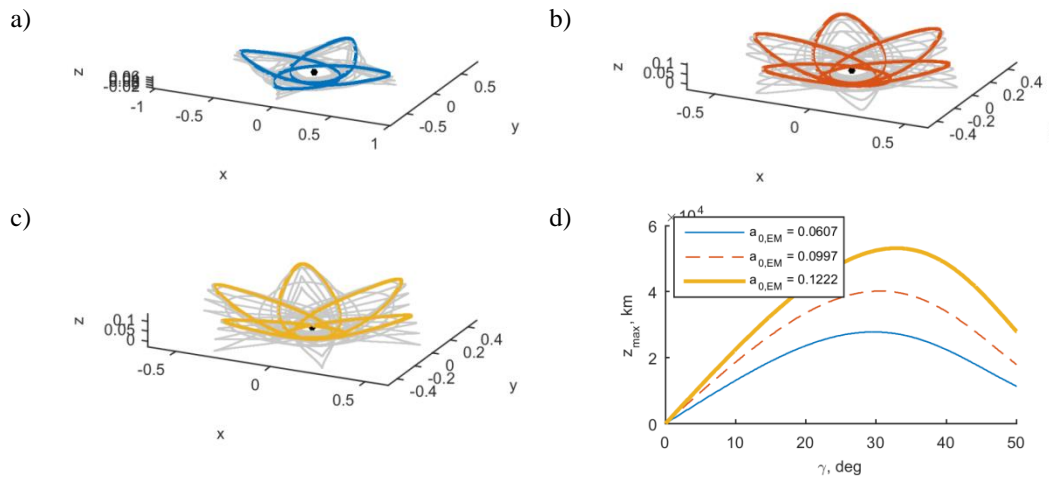 a)
z
0.06
-0.02
-1
-0.5
0
0.5
1
x
-0.5
0
0.5
y
b)
z
0.1
0.05
0
-0.5
0
0.5
x
-0.4
-0.2
0
0.2
0.4
c)
z
0.1
0.05
0
-0.5
0
0.5
x
-0.4
-0.2
0
0.2
0.4
y
d)
6
4
2
0
z_max, km
a_0,EM = 0.0607
a_0,EM = 0.0997
a_0,EM = 0.1222
0 10 20 30 40 50
γ, deg